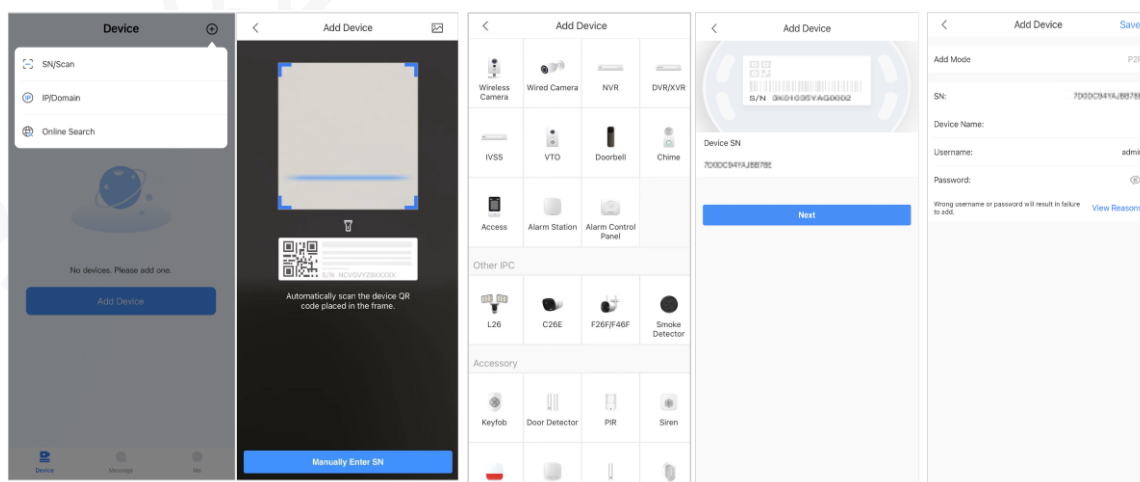 Device
SN/Scan
IP/Domain
Online Search
No devices. Please add one.
Add Device
Device
Message
Me
Add Device
S/N
Automatically scan the device QR
code placed in the frame.
Manually Enter SN
Add Device
Wireless
Camera
Wired Camera
NVR
DVR/XVR
IVSS
VTO
Doorbell
Chime
Access
Alarm Station
Alarm Control
Panel
Other IPC
L26
C26E
F26F/F46F
Smoke
Detector
Accessory
Keyfob
Door Detector
PIR
Siren
Add Device
S/N
Device SN
Next
Add Device
Save
Add Mode
P2P
SN:
Device Name:
Username:
admin
Password:
Wrong username or password will result in failure
to add.
View Reasons